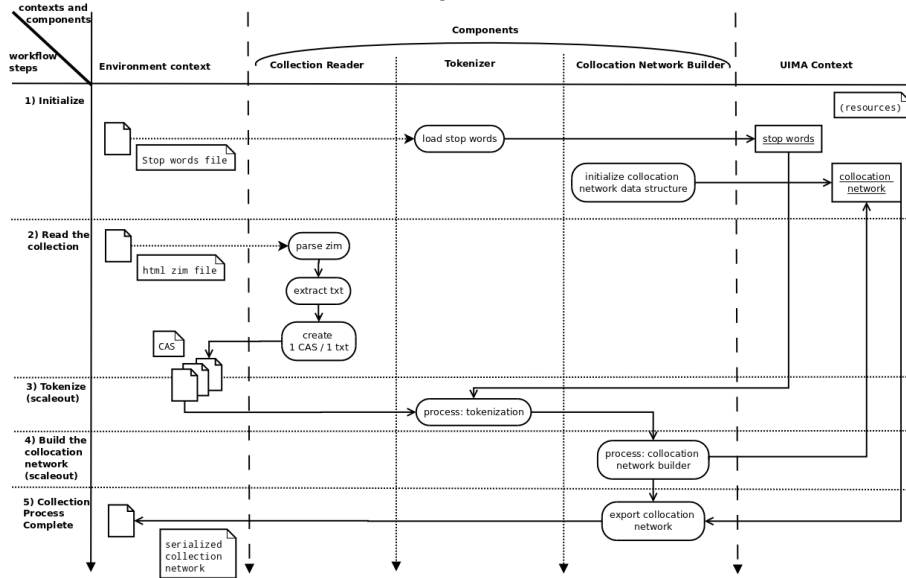 contexts and
components
Components
workflow
steps
Environment context
Collection Reader
Tokenizer
Collocation Network Builder
UIMA Context
1) Initialize
(resources)
load stop words
stop words
Stop words file
initialize collocation
network data structure
collocation
network
2) Read the
collection
parse zim
html zim file
extract txt
create
1 CAS / 1 txt
CAS
3) Tokenize
(scaleout)
process: tokenization
4) Build the
collocation
network
(scaleout)
process: collocation
network builder
5) Collection
Process
Complete
export collocation
network
serialized
collection
network